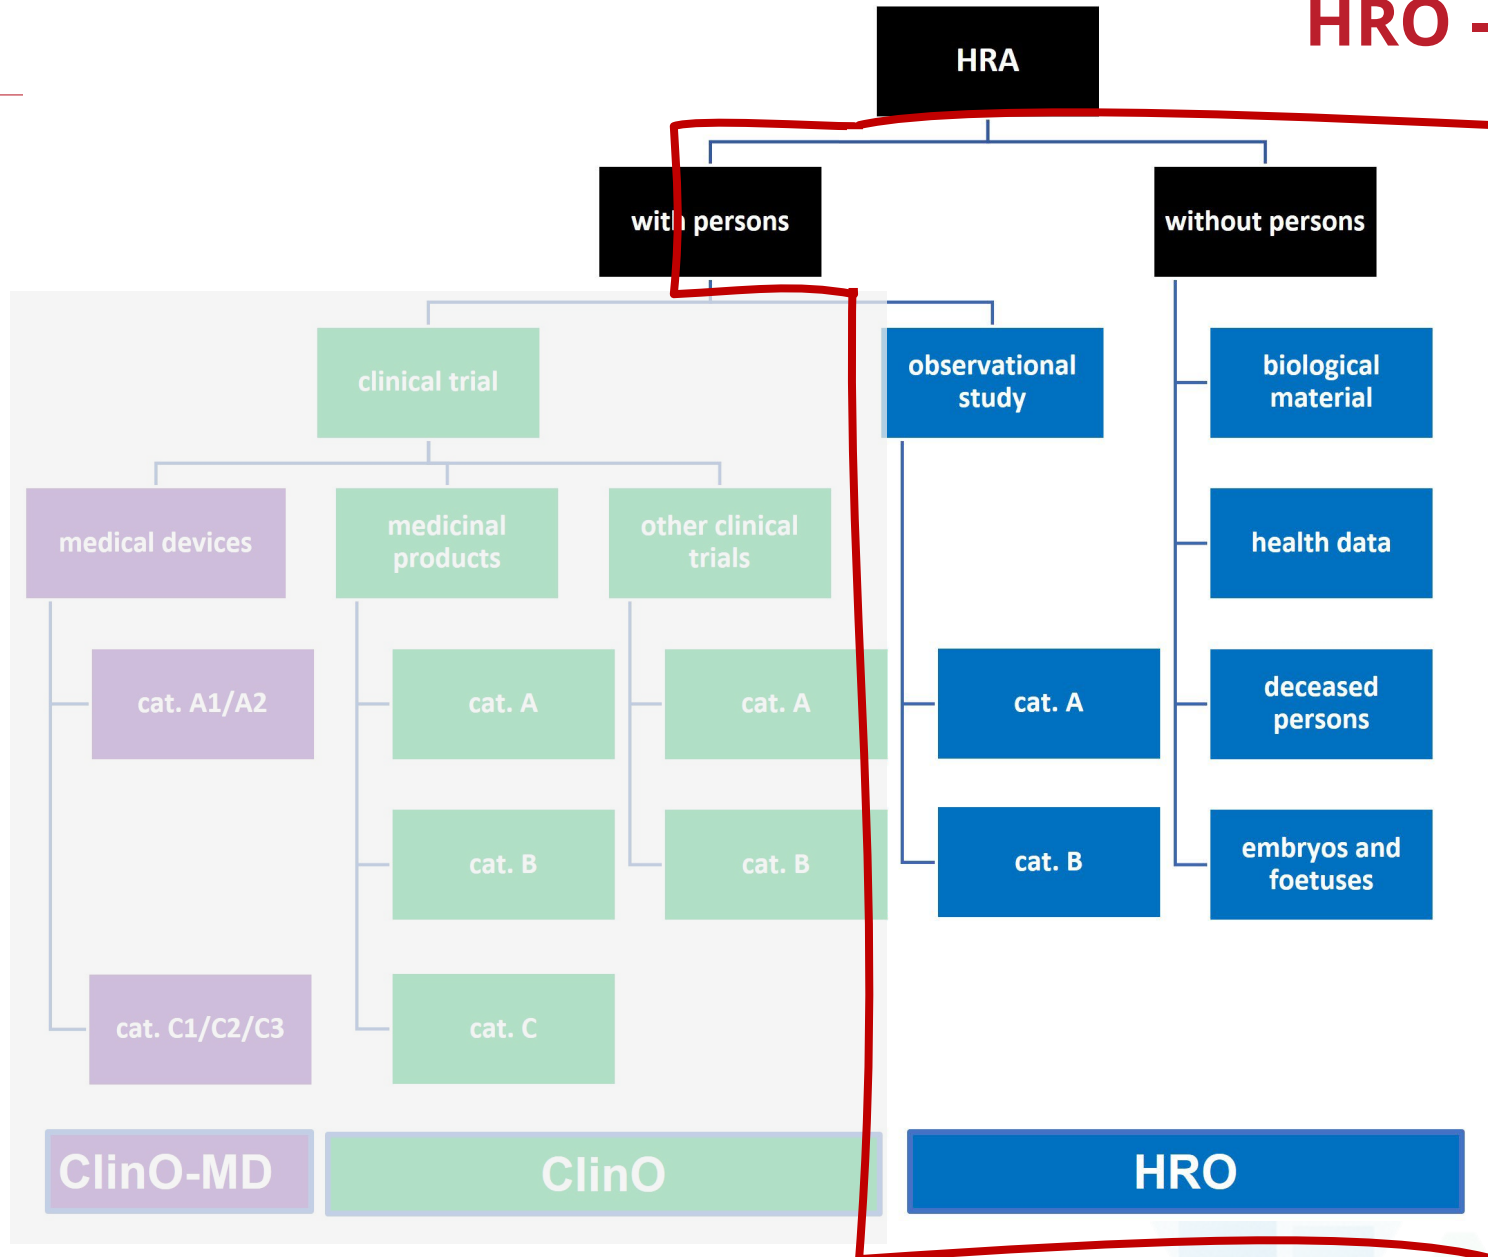 HRO -
HRA
with persons
without persons
clinical trial
observational
study
biological
material
medical devices
medicinal
products
other clinical
trials
health data
cat. A1/A2
cat. A
cat. A
cat. A
deceased
persons
cat. B
cat. B
cat. B
embryos and
foetuses
cat. C1/C2/C3
cat. C
ClinO-MD
ClinO
HRO